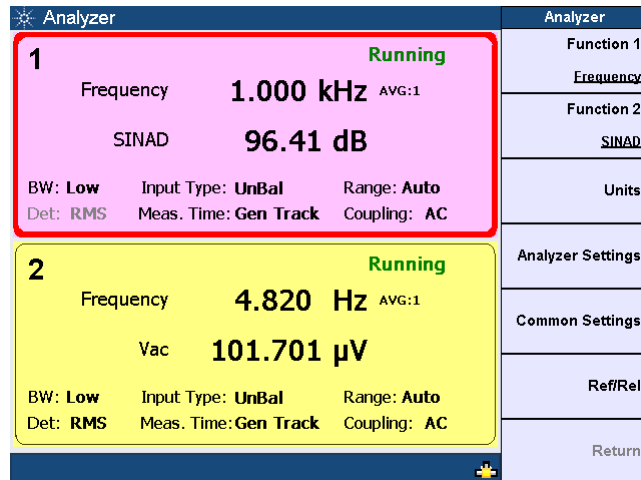 Analyzer
1
Running
Frequency 1.000 kHz AVG:1
SINAD 96.41 dB
BW: Low Input Type: UnBal Range: Auto
Det: RMS Meas. Time: Gen Track Coupling: AC
2
Running
Frequency 4.820 Hz AVG:1
Vac 101.701 µV
BW: Low Input Type: UnBal Range: Auto
Det: RMS Meas. Time: Gen Track Coupling: AC
Analyzer
Function 1
Frequency
Function 2
SINAD
Units
Analyzer Settings
Common Settings
Ref/Rel
Return